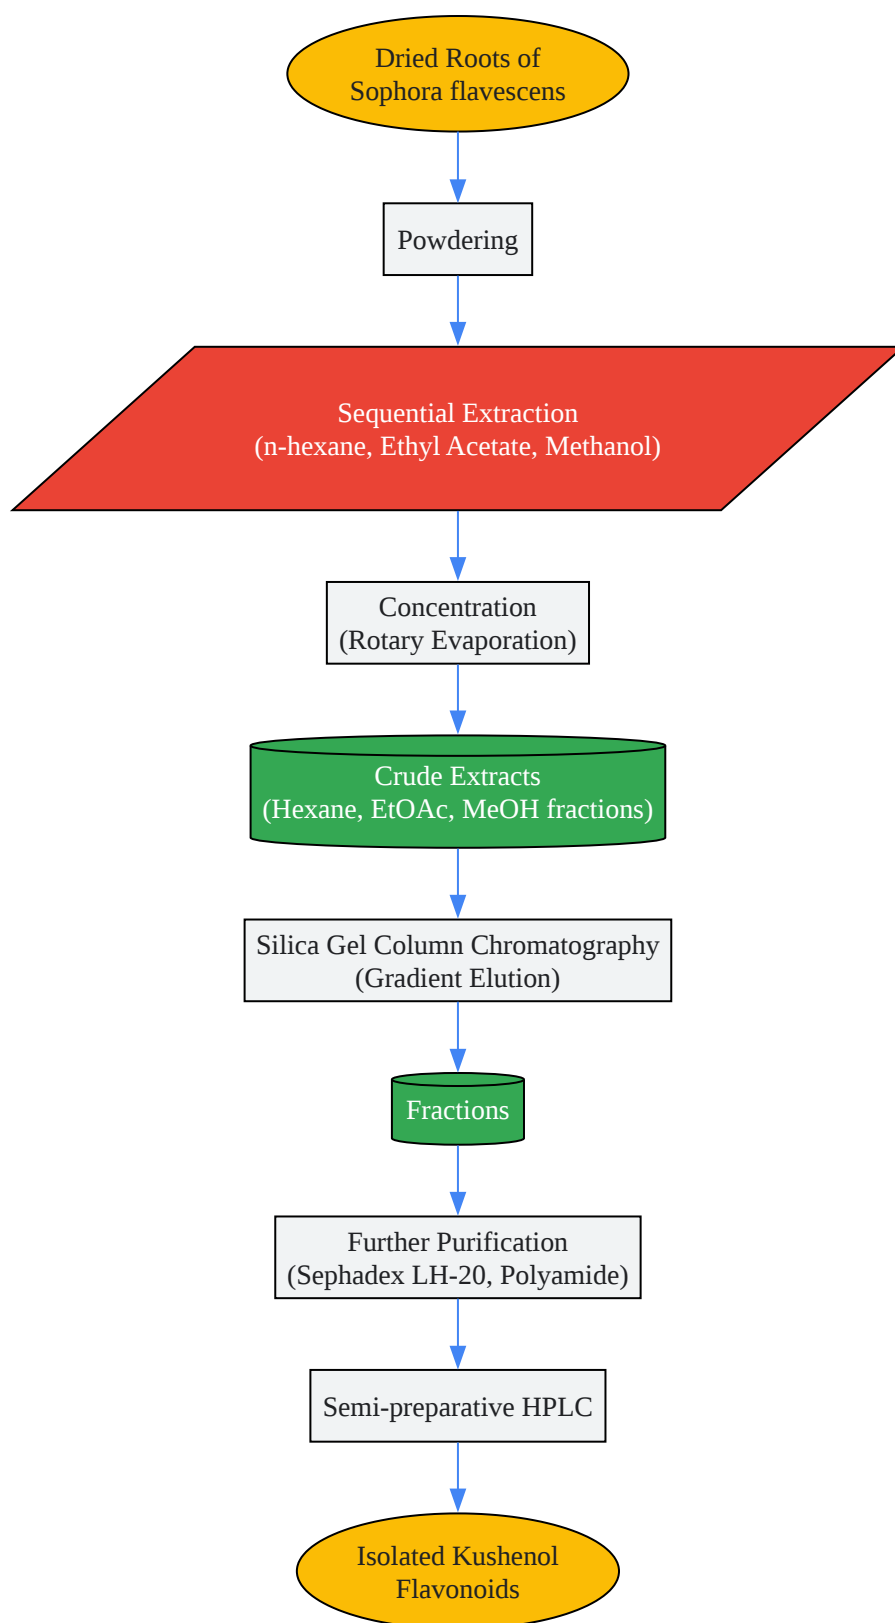 Dried Roots of
Sophora flavescens
Powdering
Sequential Extraction
(n-hexane, Ethyl Acetate, Methanol)
Concentration
(Rotary Evaporation)
Crude Extracts
(Hexane, EtOAc, MeOH fractions)
Silica Gel Column Chromatography
(Gradient Elution)
Fractions
Further Purification
(Sephadex LH-20, Polyamide)
Semi-preparative HPLC
Isolated Kushenol
Flavonoids